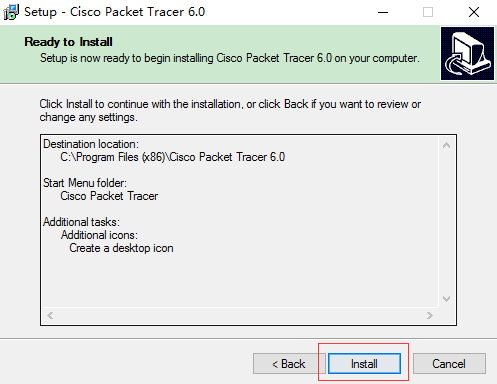 Setup - Cisco Packet Tracer 6.0
Ready to Install
Setup is now ready to begin installing Cisco Packet Tracer 6.0 on your computer.
Click Install to continue with the installation, or click Back if you want to review or
change any settings.
Destination location:
C:\Program Files (x86)\Cisco Packet Tracer 6.0
Start Menu folder:
Cisco Packet Tracer
Additional tasks:
Additional icons:
Create a desktop icon
< Back
Install
Cancel